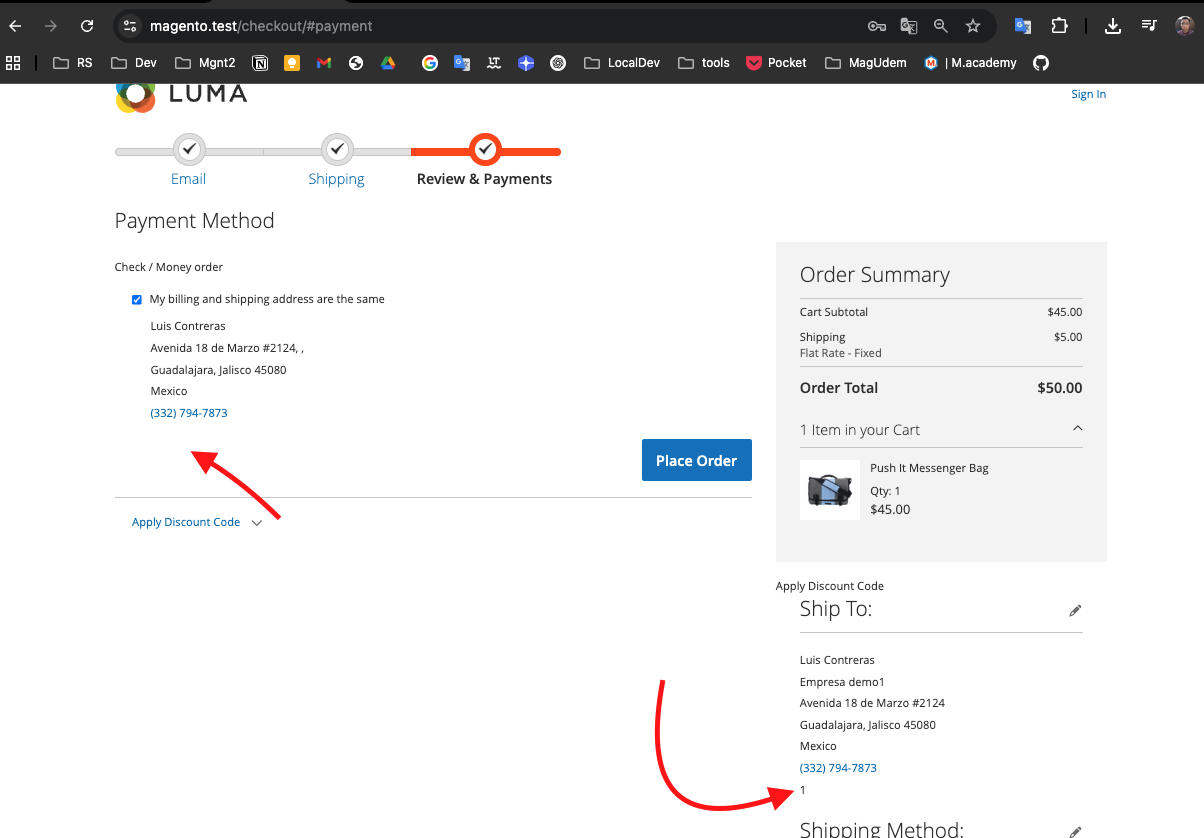 magento.test/checkout/#payment
RS
Dev
Mgnt2
LocalDev
tools
Pocket
MagUdem
| M.academy
LUMA
Sign In
Email
Shipping
Review & Payments
Payment Method
Check / Money order
My billing and shipping address are the same
Luis Contreras
Avenida 18 de Marzo #2124, ,
Guadalajara, Jalisco 45080
Mexico
(332) 794-7873
Place Order
Apply Discount Code
Order Summary
Cart Subtotal $45.00
Shipping $5.00
Flat Rate - Fixed
Order Total $50.00
1 Item in your Cart
Push It Messenger Bag
Qty: 1
$45.00
Apply Discount Code
Ship To:
Luis Contreras
Empresa demo1
Avenida 18 de Marzo #2124
Guadalajara, Jalisco 45080
Mexico
(332) 794-7873
1
Shipping Method: